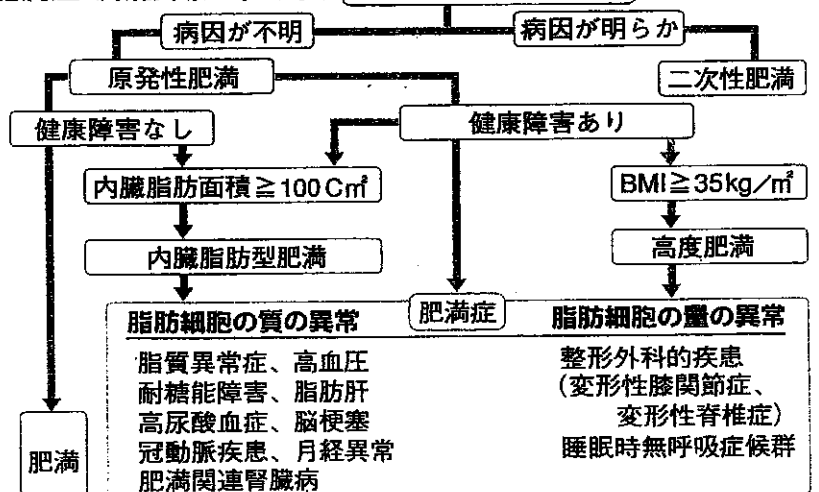 病因が不明
病因が明らか
原発性肥満
二次性肥満
健康障害なし
健康障害あり
内臓脂肪面積≧100Cm²
BMI≧35kg/m²
内臓脂肪型肥満
高度肥満
肥満症
脂肪細胞の質の異常
脂質異常症、高血圧
耐糖能障害、脂肪肝
高尿酸血症、脳梗塞
冠動脈疾患、月経異常
肥満関連腎臓病
脂肪細胞の量の異常
整形外科的疾患
(変形性膝関節症、
変形性脊椎症)
睡眠時無呼吸症候群
肥満